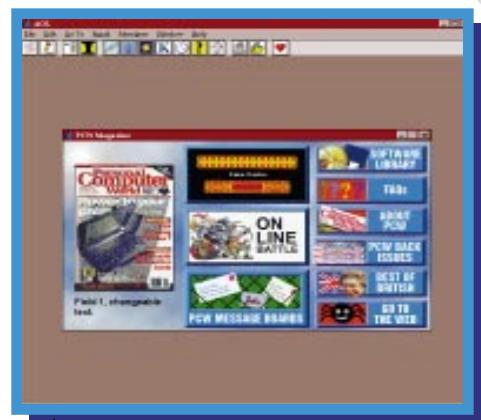 AOL
File Edit Go To Mail Members Window Help
PCW Magazine
Personal
Computer
World
Field 1, changeable
text.
ON
LINE
BATTLE
PCW MESSAGE BOARDS
SOFTWARE
LIBRARY
FAQs
ABOUT
PCW
PCW BACK
ISSUES
BEST OF
BRITISH
GO TO
THE WEB